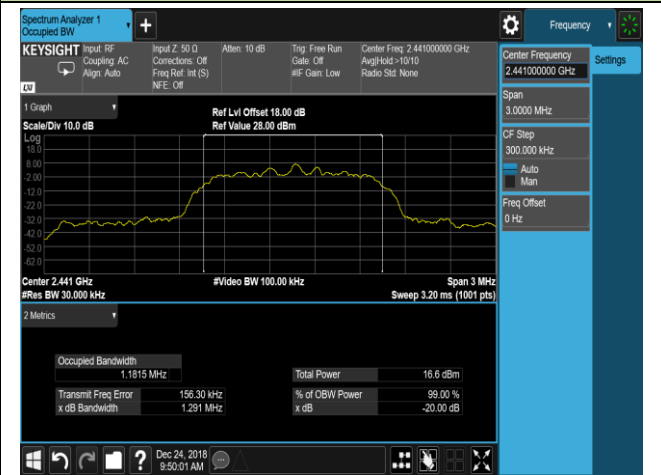 Spectrum Analyzer 1
Occupied BW
+
Frequency
KEYSIGHT
Input: RF
Coupling: AC
Align: Auto
Input Z: 50 Ω
Corrections: Off
Freq Ref: Int (S)
NFE: Off
Atten: 10 dB
Trig: Free Run
Gate: Off
#IF Gain: Low
Center Freq: 2.441000000 GHz
Avg|Hold:>10/10
Radio Std: None
LXI
Center Frequency
2.441000000 GHz
Settings
Span
3.0000 MHz
CF Step
300.000 kHz
Auto
Man
Freq Offset
0 Hz
1 Graph
Scale/Div 10.0 dB
Ref Lvl Offset 18.00 dB
Ref Value 28.00 dBm
Log
18.0
8.00
-2.00
-12.0
-22.0
-32.0
-42.0
-52.0
-62.0
Center 2.441 GHz
#Video BW 100.00 kHz
Span 3 MHz
#Res BW 30.000 kHz
Sweep 3.20 ms (1001 pts)
2 Metrics
Occupied Bandwidth
1.1815 MHz
Total Power 16.6 dBm
Transmit Freq Error 156.30 kHz
% of OBW Power 99.00 %
x dB Bandwidth 1.291 MHz
x dB -20.00 dB
?
Dec 24, 2018
9:50:01 AM